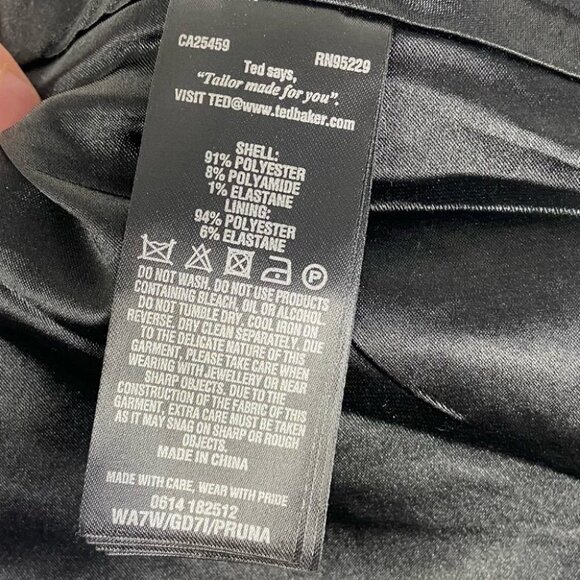 CA25459 RN95229
Ted says,
"Tailor made for you".
VISIT TED@www.tedbaker.com
SHELL:
91% POLYESTER
8% POLYAMIDE
1% ELASTANE
LINING:
94% POLYESTER
6% ELASTANE
P
DO NOT WASH. DO NOT USE PRODUCTS
CONTAINING BLEACH, OIL OR ALCOHOL.
DO NOT TUMBLE DRY. COOL IRON ON
REVERSE. DRY CLEAN SEPARATELY. DUE
TO THE DELICATE NATURE OF THIS
GARMENT. PLEASE TAKE CARE WHEN
WEARING WITH JEWELLERY OR NEAR
SHARP OBJECTS. DUE TO THE
CONSTRUCTION OF THE FABRIC OF THIS
GARMENT. EXTRA CARE MUST BE TAKEN
AS IT MAY SNAG ON SHARP OR ROUGH
OBJECTS.
MADE IN CHINA
MADE WITH CARE, WEAR WITH PRIDE
0614 182512
WA7W/GD7I/PRUNA